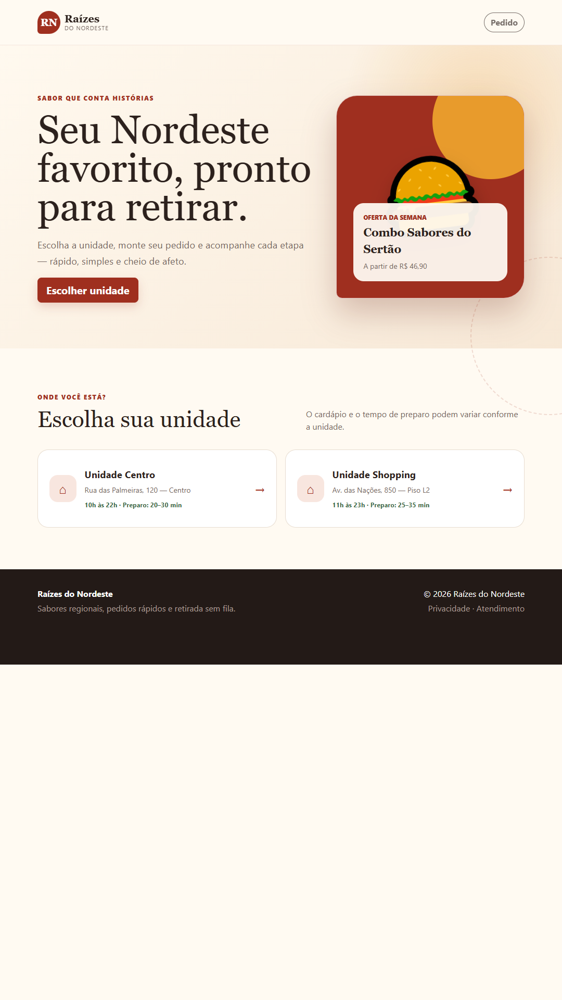 RN
Raízes
DO NORDESTE
Pedido
SABOR QUE CONTA HISTÓRIAS
Seu Nordeste
favorito, pronto
para retirar.
Escolha a unidade, monte seu pedido e acompanhe cada etapa
— rápido, simples e cheio de afeto.
Escolher unidade
OFERTA DA SEMANA
Combo Sabores do
Sertão
A partir de R$ 46,90
ONDE VOCÊ ESTÁ?
Escolha sua unidade
O cardápio e o tempo de preparo podem variar conforme
a unidade.
Unidade Centro
Rua das Palmeiras, 120 — Centro
10h às 22h · Preparo: 20–30 min
→
Unidade Shopping
Av. das Nações, 850 — Piso L2
11h às 23h · Preparo: 25–35 min
→
Raízes do Nordeste
Sabores regionais, pedidos rápidos e retirada sem fila.
© 2026 Raízes do Nordeste
Privacidade · Atendimento